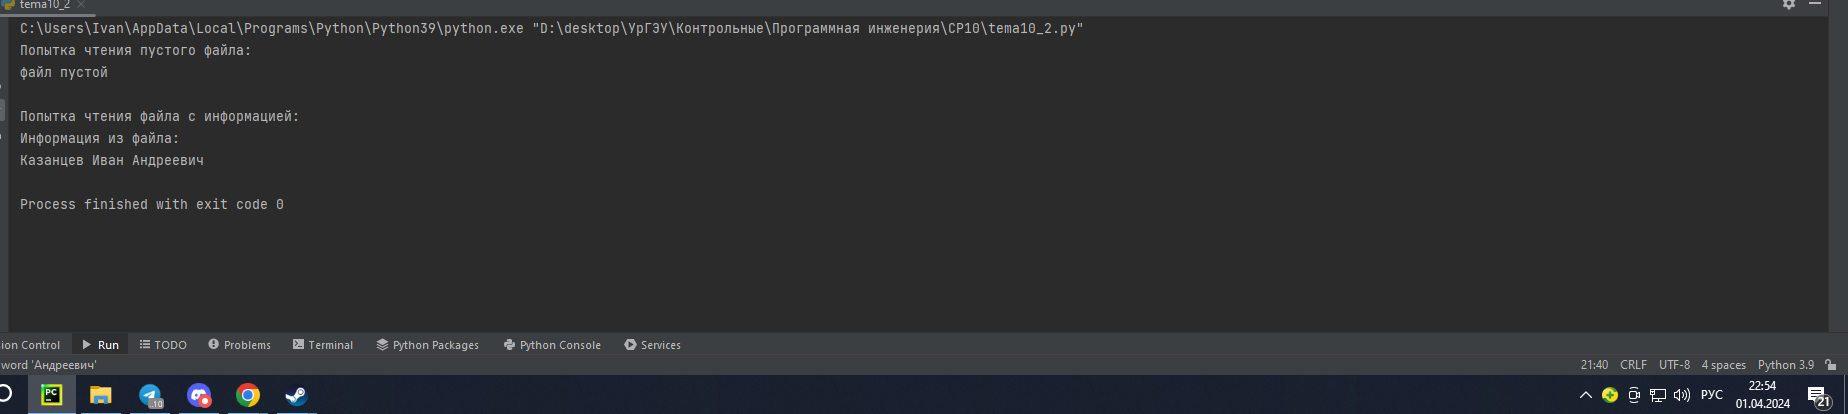 tema10_2
C:\Users\Ivan\AppData\Local\Programs\Python\Python39\python.exe "D:\desktop\УрГЭУ\Контрольные\Программная инженерия\СР10\tema10_2.py"
Попытка чтения пустого файла:
файл пустой
Попытка чтения файла с информацией:
Информация из файла:
Казанцев Иван Андреевич
Process finished with exit code 0
ion Control Run TODO Problems Terminal Python Packages Python Console Services
word 'Андреевич' 21:40 CRLF UTF-8 4 spaces Python 3.9
PC 10 РУС 22:54 21
01.04.2024